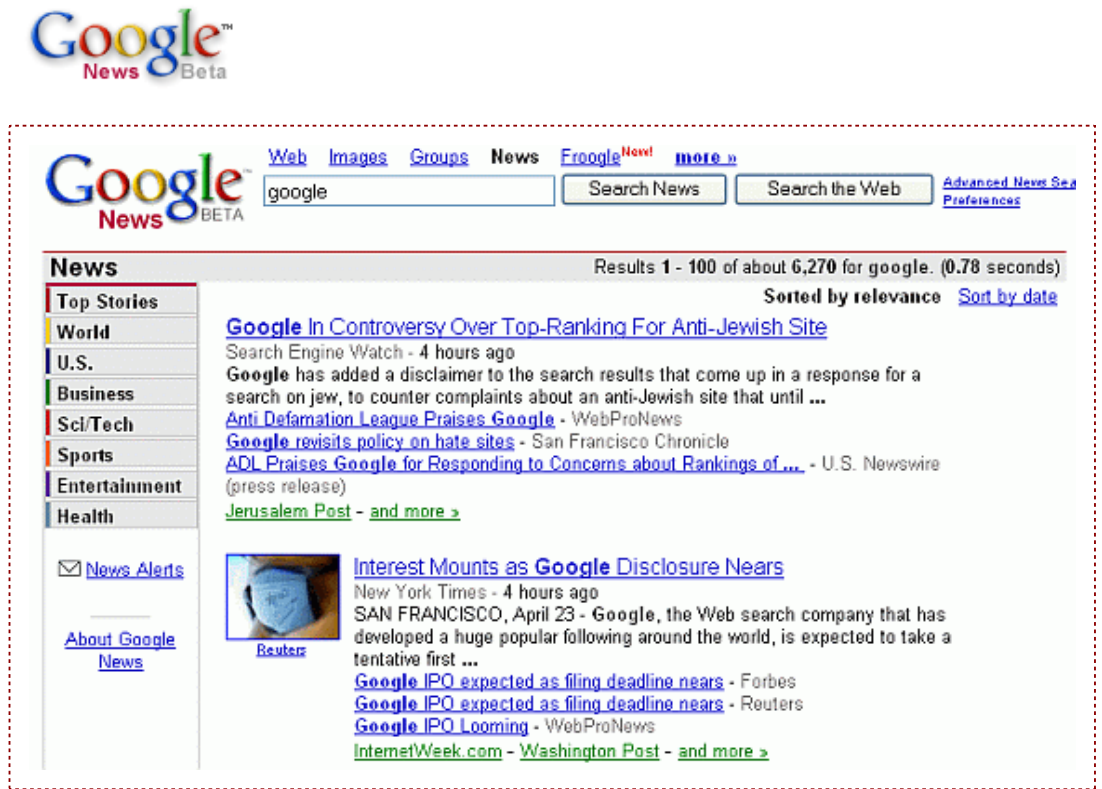 Google™
News Beta
Google™
News BETA
Web Images Groups News Froogle New! more »
google Search News Search the Web
Advanced News Sea
Preferences
News Results 1 - 100 of about 6,270 for google. (0.78 seconds)
Sorted by relevance Sort by date
Top Stories
World
U.S.
Business
Sci/Tech
Sports
Entertainment
Health
News Alerts
About Google
News
Google In Controversy Over Top-Ranking For Anti-Jewish Site
Search Engine Watch - 4 hours ago
Google has added a disclaimer to the search results that come up in a response for a
search on jew, to counter complaints about an anti-Jewish site that until ...
Anti Defamation League Praises Google - WebProNews
Google revisits policy on hate sites - San Francisco Chronicle
ADL Praises Google for Responding to Concerns about Rankings of ... - U.S. Newswire
(press release)
Jerusalem Post - and more »
Reuters
Interest Mounts as Google Disclosure Nears
New York Times - 4 hours ago
SAN FRANCISCO, April 23 - Google, the Web search company that has
developed a huge popular following around the world, is expected to take a
tentative first ...
Google IPO expected as filing deadline nears - Forbes
Google IPO expected as filing deadline nears - Reuters
Google IPO Looming - WebProNews
InternetWeek.com - Washington Post - and more »